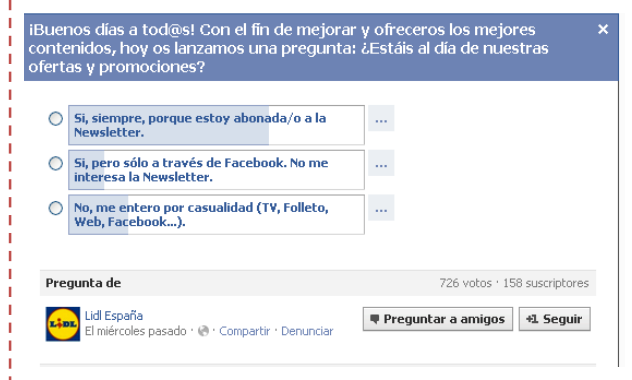 ¡Buenos días a tod@s! Con el fin de mejorar y ofreceros los mejores
contenidos, hoy os lanzamos una pregunta: ¿Estáis al día de nuestras
ofertas y promociones?
Si, siempre, porque estoy abonada/o a la
Newsletter.
...
Si, pero sólo a través de Facebook. No me
interesa la Newsletter.
...
No, me entero por casualidad (TV, Folleto,
Web, Facebook...).
...
Pregunta de 726 votos · 158 suscriptores
LIDL
Lidl España
El miércoles pasado · Compartir · Denunciar
Preguntar a amigos
+1 Seguir